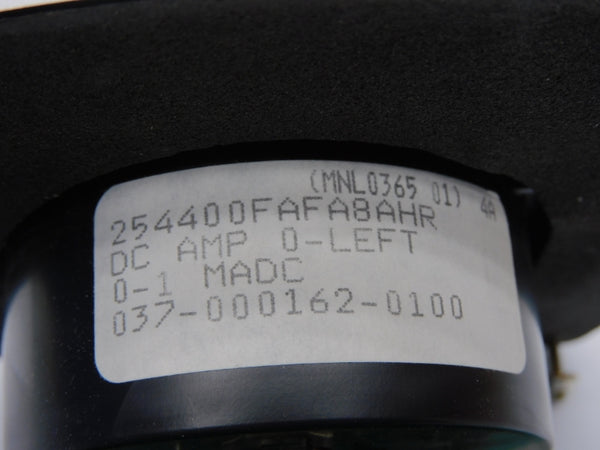 (MNL0365 01) 4A
254400FAFA8AHR
DC AMP 0-LEFT
0-1 MADC
037-000162-0100